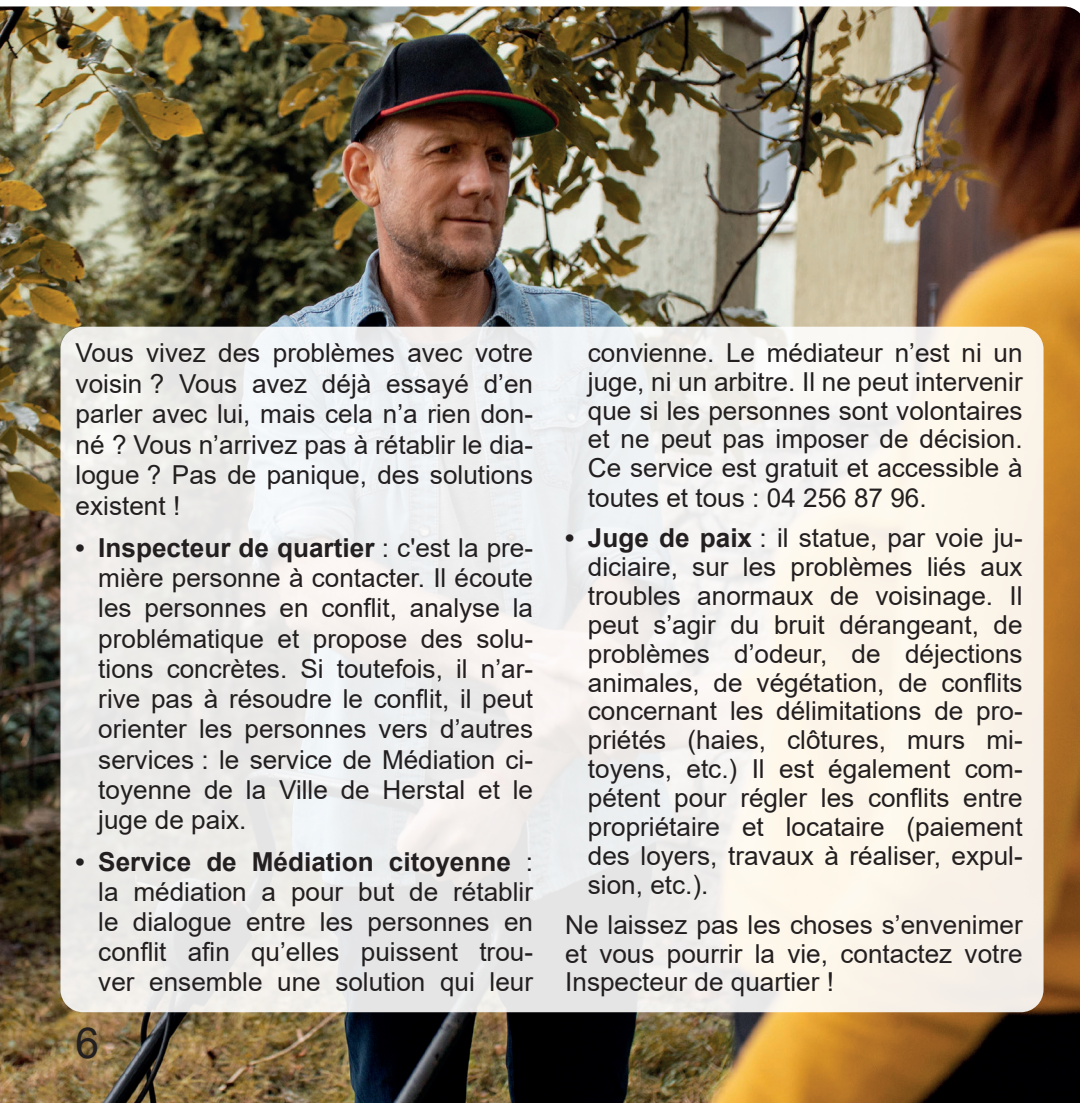 Vous vivez des problèmes avec votre
voisin ? Vous avez déjà essayé d'en
parler avec lui, mais cela n'a rien don-
né ? Vous n'arrivez pas à rétablir le dia-
logue ? Pas de panique, des solutions
existent !
• Inspecteur de quartier : c'est la pre-
mière personne à contacter. Il écoute
les personnes en conflit, analyse la
problématique et propose des solu-
tions concrètes. Si toutefois, il n'ar-
rive pas à résoudre le conflit, il peut
orienter les personnes vers d'autres
services : le service de Médiation ci-
toyenne de la Ville de Herstal et le
juge de paix.
• Service de Médiation citoyenne :
la médiation a pour but de rétablir
le dialogue entre les personnes en
conflit afin qu'elles puissent trou-
ver ensemble une solution qui leur
convienne. Le médiateur n'est ni un
juge, ni un arbitre. Il ne peut intervenir
que si les personnes sont volontaires
et ne peut pas imposer de décision.
Ce service est gratuit et accessible à
toutes et tous : 04 256 87 96.
• Juge de paix : il statue, par voie ju-
diciaire, sur les problèmes liés aux
troubles anormaux de voisinage. Il
peut s'agir du bruit dérangeant, de
problèmes d'odeur, de déjections
animales, de végétation, de conflits
concernant les délimitations de pro-
priétés (haies, clôtures, murs mi-
toyens, etc.) Il est également com-
pétent pour régler les conflits entre
propriétaire et locataire (paiement
des loyers, travaux à réaliser, expul-
sion, etc.).
Ne laissez pas les choses s'envenimer
et vous pourrir la vie, contactez votre
Inspecteur de quartier !
6